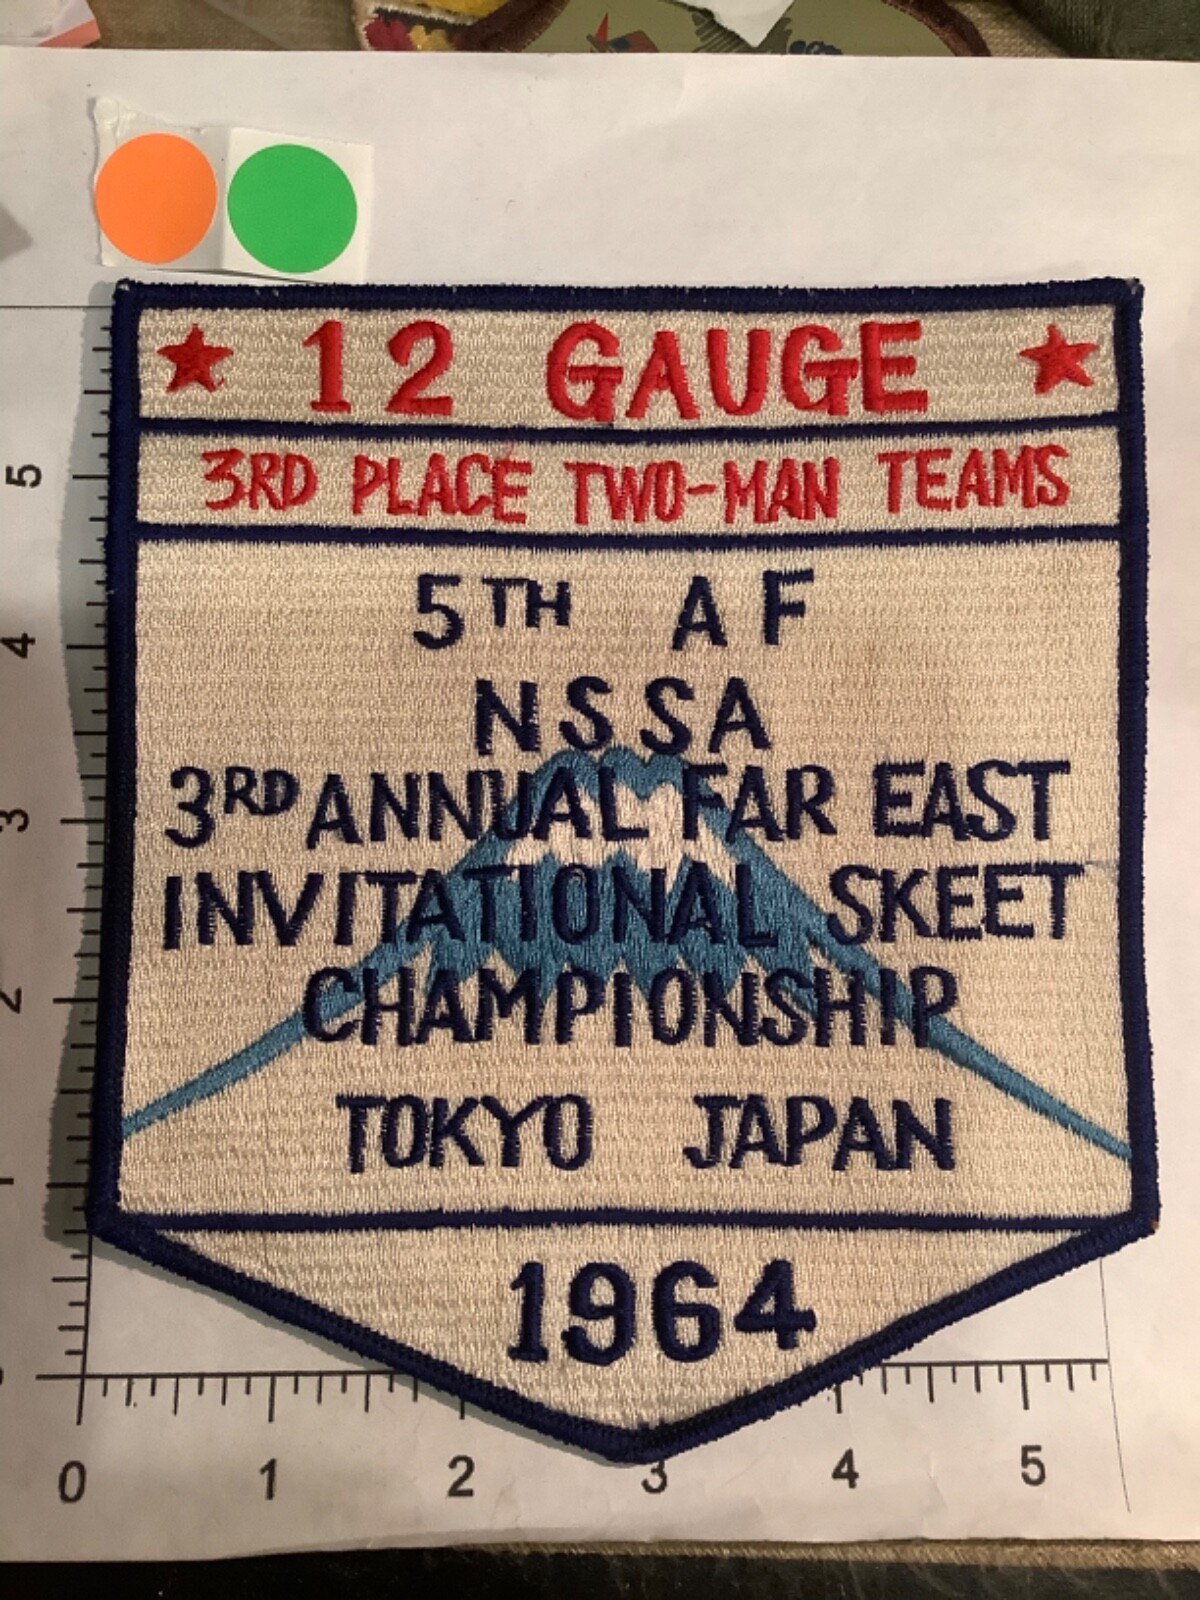 12 GAUGE
3RD PLACE TWO-MAN TEAMS
5TH AF
NSSA
3RD ANNUAL FAR EAST
INVITATIONAL SKEET
CHAMPIONSHIP
TOKYO JAPAN
1964
5
4
3
2
1
0 1 2 3 4 5